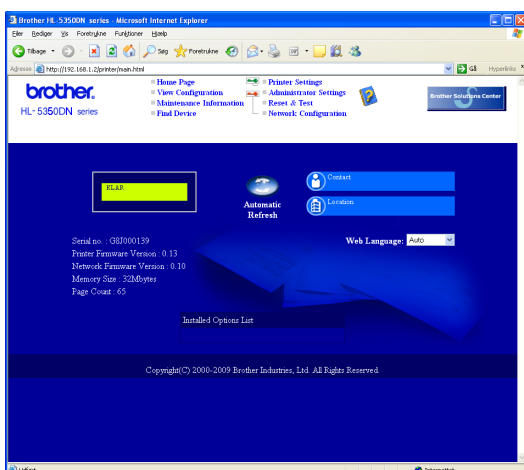 Brother HL-5350DN series - Microsoft Internet Explorer
Filer Rediger Vis Foretrukne Funktioner Hjælp
Tilbage Søg Foretrukne
Adresse http://192.168.1.2/printer/main.html Gå Hyperlinks
brother.
HL-5350DN series
Home Page
View Configuration
Maintenance Information
Find Device
Printer Settings
Administrator Settings
Reset & Test
Network Configuration
Brother Solutions Center
KLAR
Automatic
Refresh
Contact
Location
Serial no. : G8J000139
Printer Firmware Version : 0.13
Network Firmware Version : 0.10
Memory Size : 32Mbytes
Page Count : 65
Web Language: Auto
Installed Options List
Copyright(C) 2000-2009 Brother Industries, Ltd. All Rights Reserved.
Udført